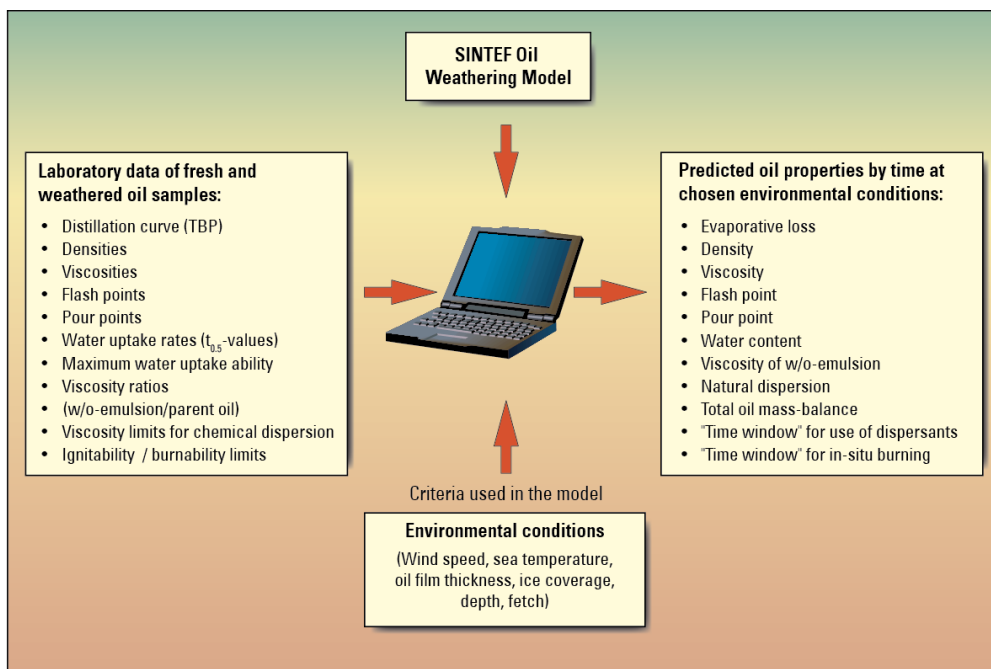 SINTEF Oil
Weathering Model
Laboratory data of fresh and
weathered oil samples:
• Distillation curve (TBP)
• Densities
• Viscosities
• Flash points
• Pour points
• Water uptake rates (t0.5-values)
• Maximum water uptake ability
• Viscosity ratios
• (w/o-emulsion/parent oil)
• Viscosity limits for chemical dispersion
• Ignitability / burnability limits
Predicted oil properties by time at
chosen environmental conditions:
• Evaporative loss
• Density
• Viscosity
• Flash point
• Pour point
• Water content
• Viscosity of w/o-emulsion
• Natural dispersion
• Total oil mass-balance
• "Time window" for use of dispersants
• "Time window" for in-situ burning
Criteria used in the model
Environmental conditions
(Wind speed, sea temperature,
oil film thickness, ice coverage,
depth, fetch)